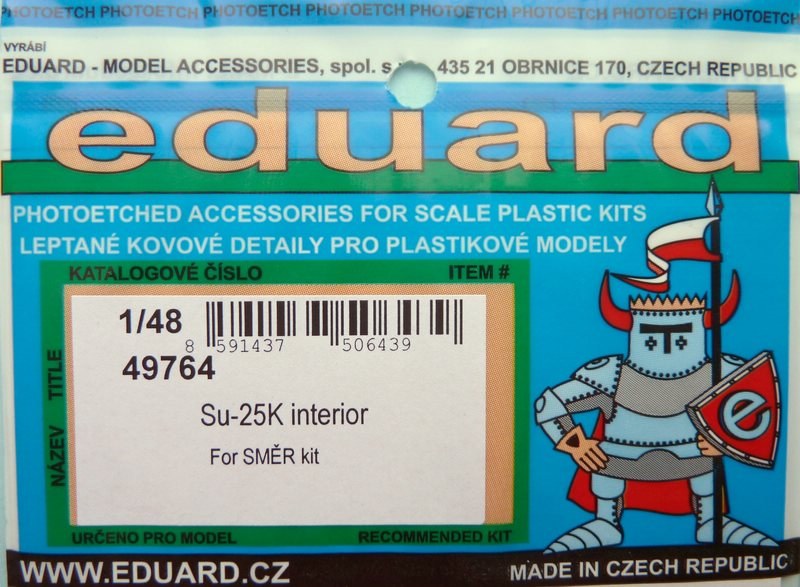 PHOTOETCH PHOTOETCH PHOTOETCH PHOTOETCH PHOTOETCH PHOTOETCH PHOTOETCH PHOTOETCH
VYRÁBÍ
EDUARD - MODEL ACCESSORIES, spol. s 435 21 OBRNICE 170, CZECH REPUBLIC
eduard
PHOTOETCHED ACCESSORIES FOR SCALE PLASTIC KITS
LEPTANÉ KOVOVÉ DETAILY PRO PLASTIKOVÉ MODELY
KATALOGOVÉ ČÍSLO ITEM #
1/48
8 591437 506439
49764
NÁZEV TITLE
Su-25K interior
For SMĚR kit
URČENO PRO MODEL RECOMMENDED KIT
e
WWW.EDUARD.CZ MADE IN CZECH REPUBLIC